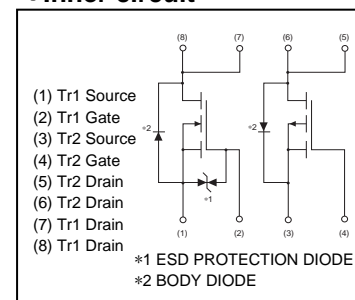 (8) (7) (6) (5)
(1) Tr1 Source
(2) Tr1 Gate
(3) Tr2 Source
(4) Tr2 Gate
(5) Tr2 Drain
(6) Tr2 Drain
(7) Tr1 Drain
(8) Tr1 Drain
∗2 ∗2
∗1
(1) (2) (3) (4)
∗1 ESD PROTECTION DIODE
∗2 BODY DIODE